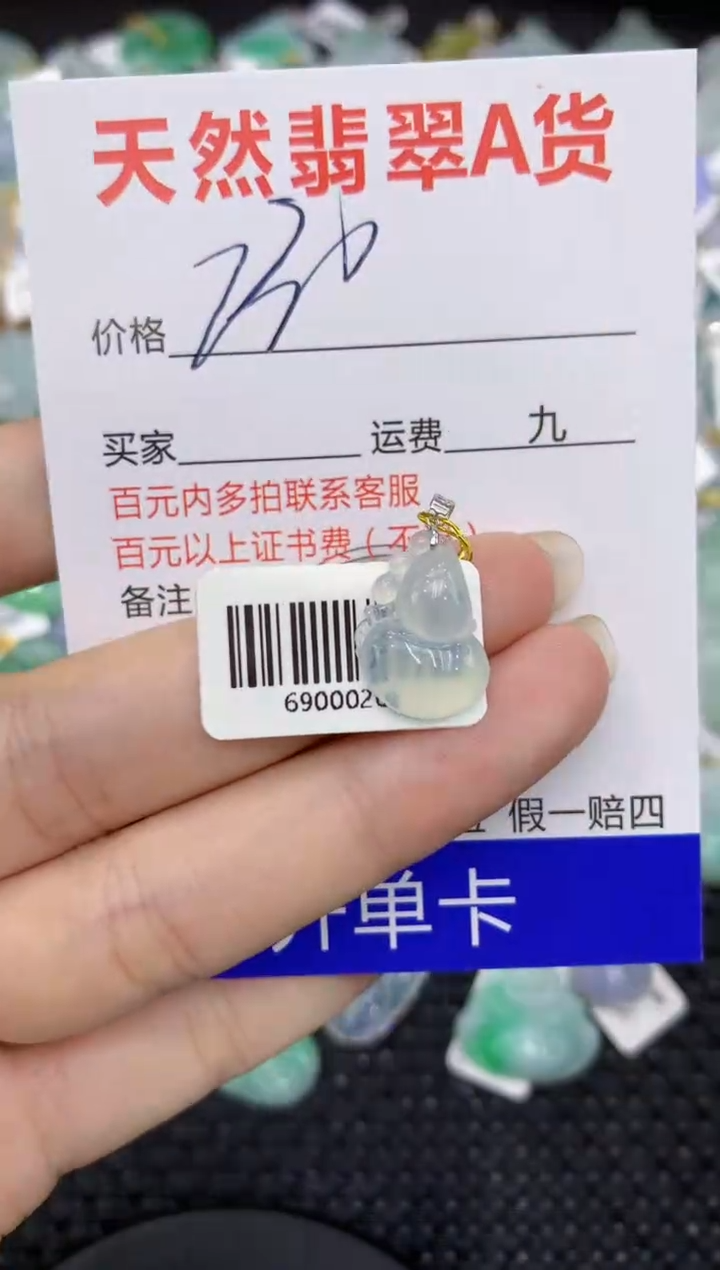 天然翡翠A货
价格
买家 运费 九
百元内多拍联系客服
百元以上证书费（不
备注
690002
假一赔四
开单卡